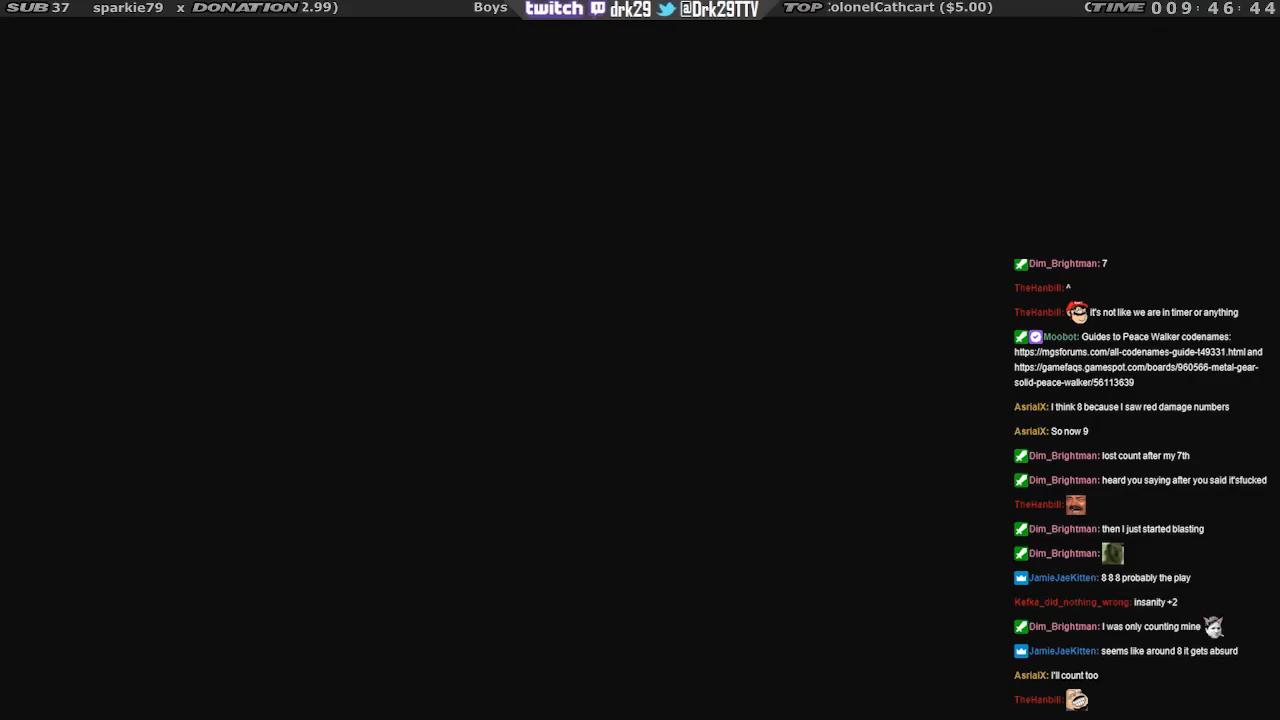 SUB 37 sparkie79 x DONATION 2.99) Boys twitch drk29 @Drk29TTV TOP olonelCathcart ($5.00) TIME 009:46:44
Dim_Brightman: 7
TheHanbill: ^
TheHanbill: it's not like we are in timer or anything
Moobot: Guides to Peace Walker codenames:
https://mgsforums.com/all-codenames-guide-t49331.html and
https://gamefaqs.gamespot.com/boards/960566-metal-gear-
solid-peace-walker/56113639
AsrialX: I think 8 because I saw red damage numbers
AsrialX: So now 9
Dim_Brightman: lost count after my 7th
Dim_Brightman: heard you saying after you said it'sfucked
TheHanbill:
Dim_Brightman: then I just started blasting
Dim_Brightman:
JamieJaeKitten: 8 8 8 probably the play
Kefka_did_nothing_wrong: insanity +2
Dim_Brightman: I was only counting mine
JamieJaeKitten: seems like around 8 it gets absurd
AsrialX: I'll count too
TheHanbill: